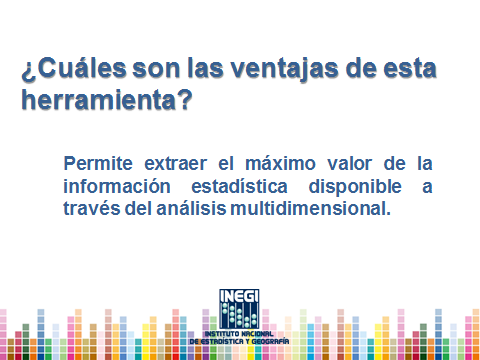 ¿Cuáles son las ventajas de esta
herramienta?
Permite extraer el máximo valor de la
información estadística disponible a
través del análisis multidimensional.
INEGI
INSTITUTO NACIONAL
DE ESTADÍSTICA Y GEOGRAFÍA